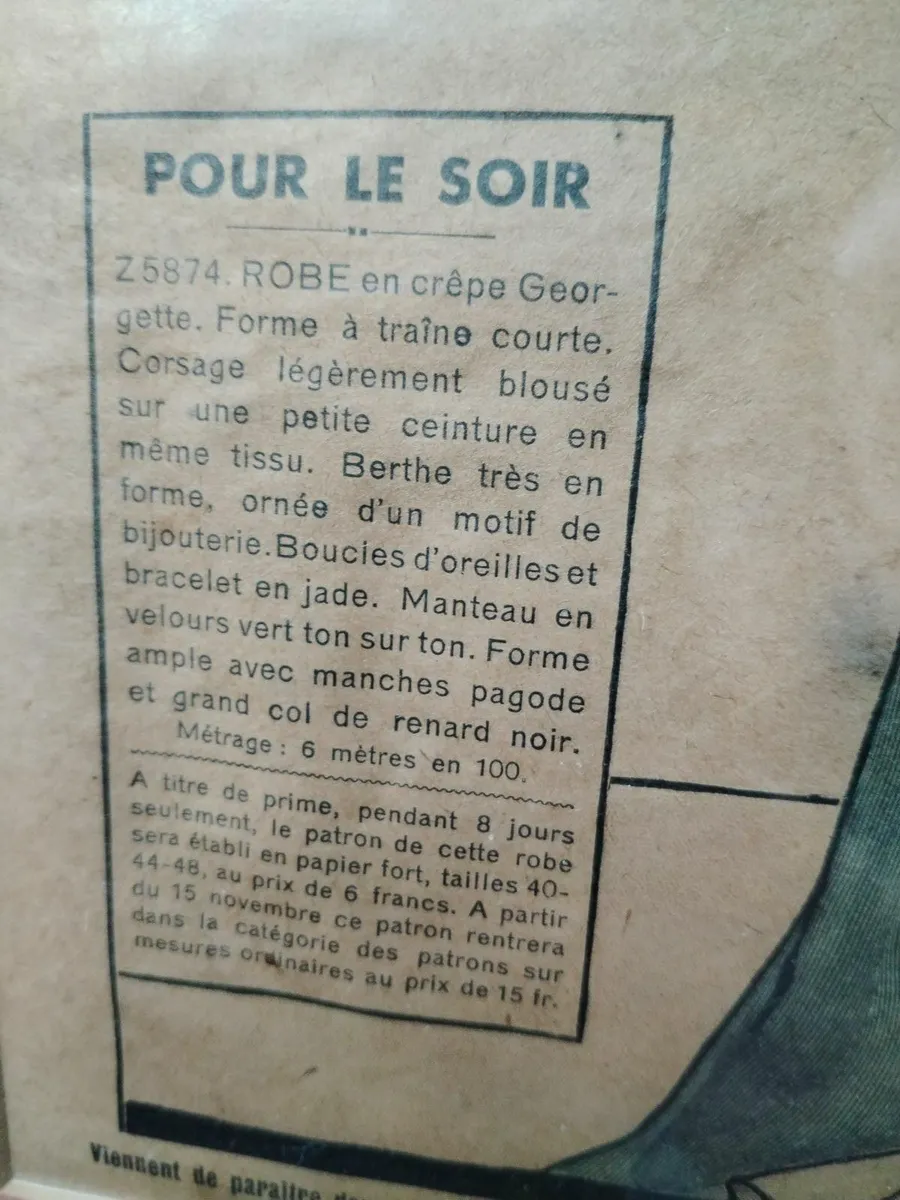 POUR LE SOIR
Z5874. ROBE en crêpe Geor-
gette. Forme à traîne courte.
Corsage légèrement blousé
sur une petite ceinture en
même tissu. Berthe très en
forme, ornée d'un motif de
bijouterie. Boucles d'oreilles et
bracelet en jade. Manteau en
velours vert ton sur ton. Forme
ample avec manches pagode
et grand col de renard noir.
Métrage : 6 mètres en 100.
A titre de prime, pendant 8 jours
seulement, le patron de cette robe
sera établi en papier fort, tailles 40-
44-48, au prix de 6 francs. A partir
du 15 novembre ce patron rentrera
dans la catégorie des patrons sur
mesures ordinaires au prix de 15 fr.
Viennent de paraître